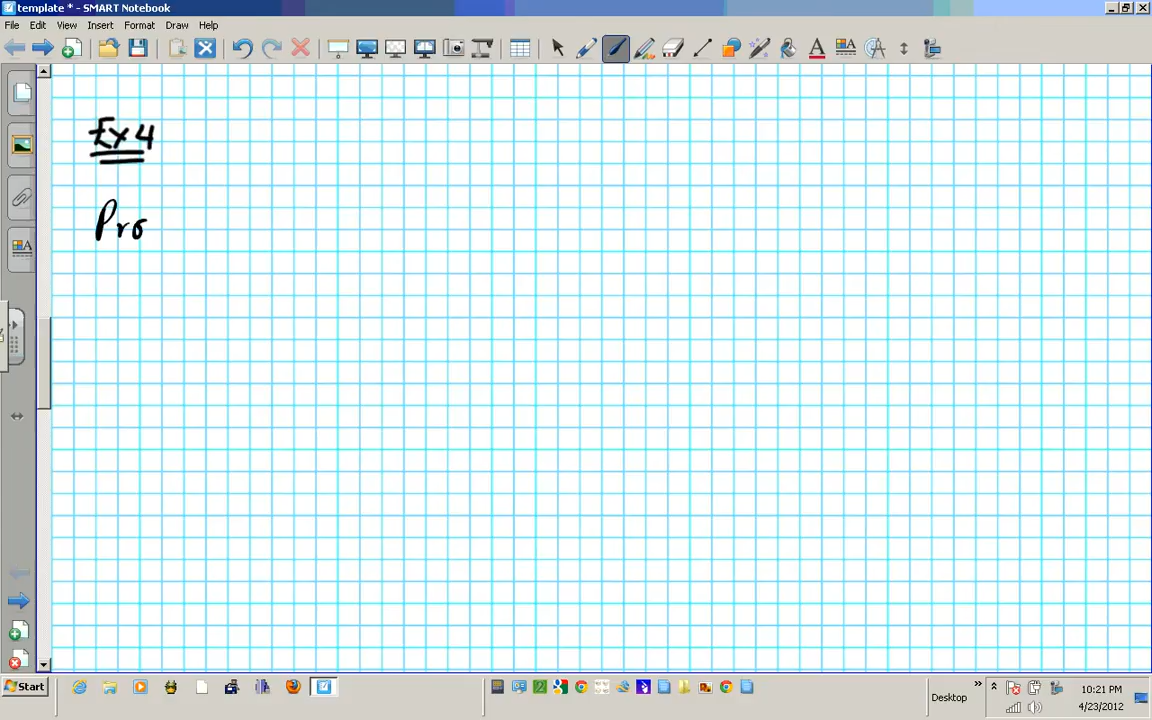 template * - SMART Notebook
File Edit View Insert Format Draw Help
Ex 4
Pro
Start
Desktop
10:21 PM
4/23/2012